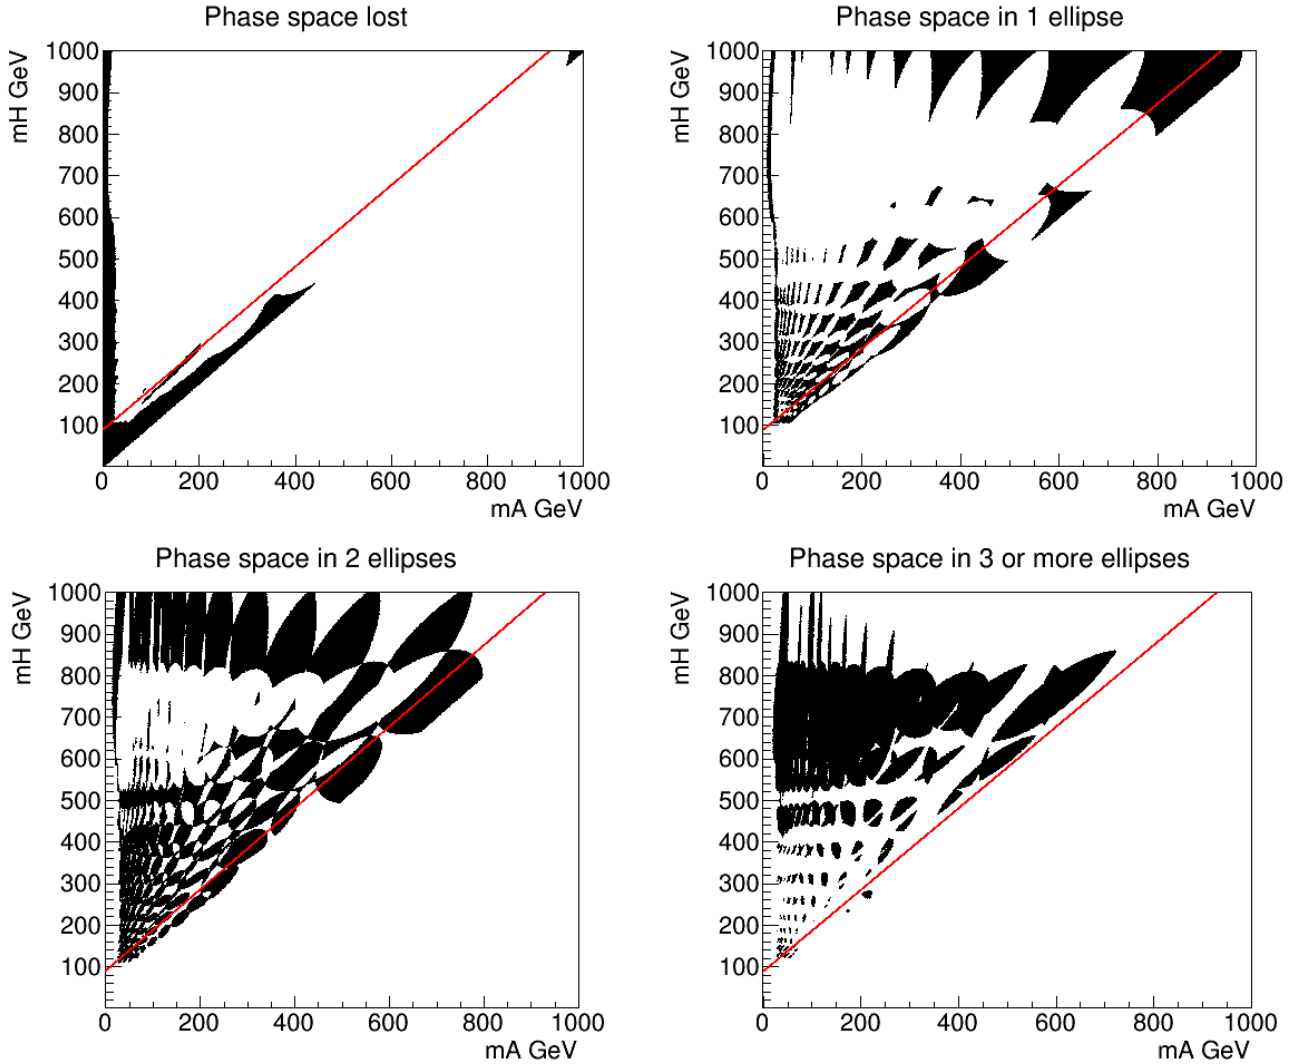 Phase space lost
mH GeV
1000
900
800
700
600
500
400
300
200
100
0 200 400 600 800 1000
mA GeV
Phase space in 1 ellipse
mH GeV
1000
900
800
700
600
500
400
300
200
100
0 200 400 600 800 1000
mA GeV
Phase space in 2 ellipses
mH GeV
1000
900
800
700
600
500
400
300
200
100
0 200 400 600 800 1000
mA GeV
Phase space in 3 or more ellipses
mH GeV
1000
900
800
700
600
500
400
300
200
100
0 200 400 600 800 1000
mA GeV